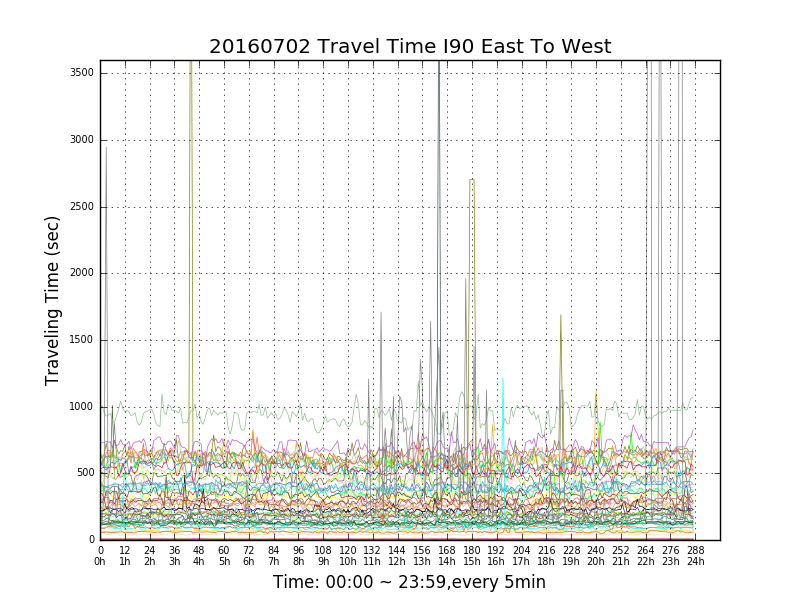 20160702 Travel Time I90 East To West
Traveling Time (sec)
3500
3000
2500
2000
1500
1000
500
0
0 12 24 36 48 60 72 84 96 108 120 132 144 156 168 180 192 204 216 228 240 252 264 276 288
0h 1h 2h 3h 4h 5h 6h 7h 8h 9h 10h 11h 12h 13h 14h 15h 16h 17h 18h 19h 20h 21h 22h 23h 24h
Time: 00:00 ~ 23:59,every 5min